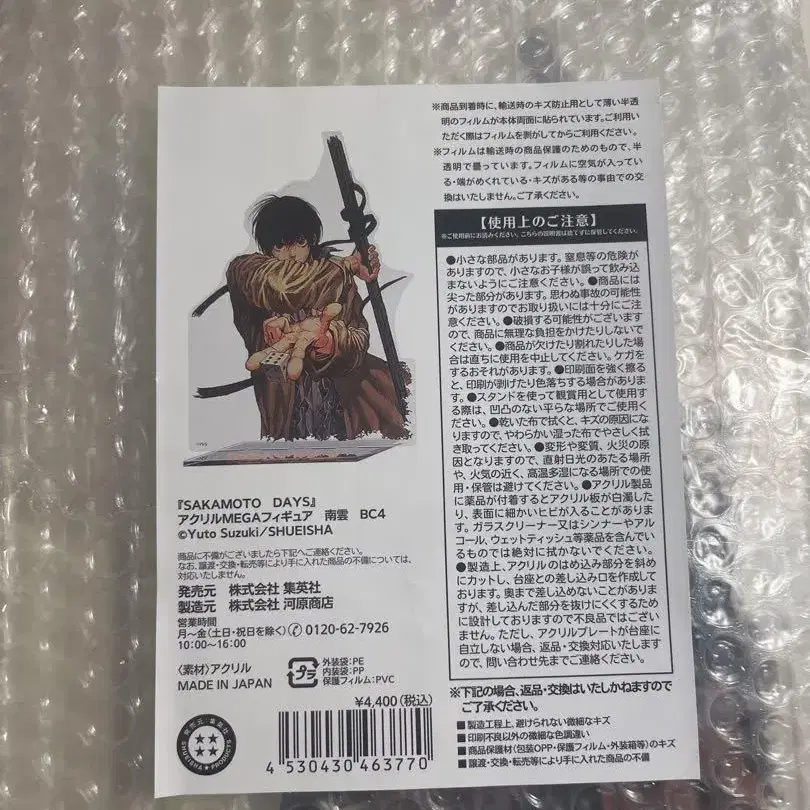 ※商品到着時に、輸送時のキズ防止用として薄い半透
明のフィルムが本体両面に貼られています。ご利用い
ただく際はフィルムを剥がしてからご利用ください。
※フィルムは輸送時の商品保護のためのもので、半
透明で曇っています。フィルムに空気が入ってい
る・端がめくれている・キズがある等の事由での交
換はいたしません。ご了承ください。
【使用上のご注意】
※ご使用前にお読みください。こちらの説明書は捨てずに保管してください。
●小さな部品があります。窒息等の危険が
ありますので、小さなお子様が誤って飲み込
まないようにご注意ください。●商品には
尖った部分があります。思わぬ事故の可能性
がありますのでお取り扱いには十分にご注
意ください。●破損する可能性がございます
ので、商品に無理な負担をかけたりしないで
ください。●商品が欠けたり割れたりした場
合は直ちに使用を中止してください。ケガを
するおそれがあります。●印刷面を強く擦る
と、印刷が剥げたり色落ちする場合がありま
す。●スタンドを使って観賞用として使用す
る際は、凹凸のない平らな場所でご使用くだ
さい。●乾いた布で拭くと、キズの原因にな
りますので、やわらかい湿った布でやさしく拭
き取ってください。●変形や変質、火災の原
因となりますので、直射日光のあたる場所
や、火気の近く、高温多湿になる場所での使
用・保管は避けてください。●アクリル製品
に薬品が付着するとアクリル板が白濁した
り、表面に細かいヒビが入ることがありま
す。ガラスクリーナー又はシンナーやアル
コール、ウェットティッシュ等薬品を含んで
いるものでは絶対に拭かないでください。
●製造上、アクリルのはめ込み部分を斜め
にカットし、台座との差し込み口を作成して
おります。奥まで差し込めないことがありま
すが、差し込んだ部分を抜けにくくするため
に設計しておりますので不良品ではござい
ません。ただし、アクリルプレートが台座に
自立しない場合、返品・交換対応いたします
ので、問い合わせ先までご連絡ください。
※下記の場合、返品・交換はいたしかねますので
ご了承ください。
■製造工程上、避けられない微細なキズ
■印刷不良以外の微細な色調違い
■商品保護材(包装OPP・保護フィルム・外装箱等)のキズ
■譲渡・交換・転売等により手に入れた商品の不備
『SAKAMOTO DAYS』
アクリルMEGAフィギュア 南雲 BC4
©Yuto Suzuki/SHUEISHA
商品に不備がございましたら下記へご連絡ください。
なお、譲渡・交換・転売等により手に入れた商品の不備については、
対応いたしません。
発売元 株式会社 集英社
製造元 株式会社 河原商店
営業時間
月〜金(土日・祝日を除く) 0120-62-7926
10:00〜16:00
〈素材〉アクリル
MADE IN JAPAN
プラ
外装袋:PE
内装袋:PP
保護フィルム:PVC
¥4,400(税込)
発売元:集英社
SHUEISHA PRODUCTS
4 530430 463770